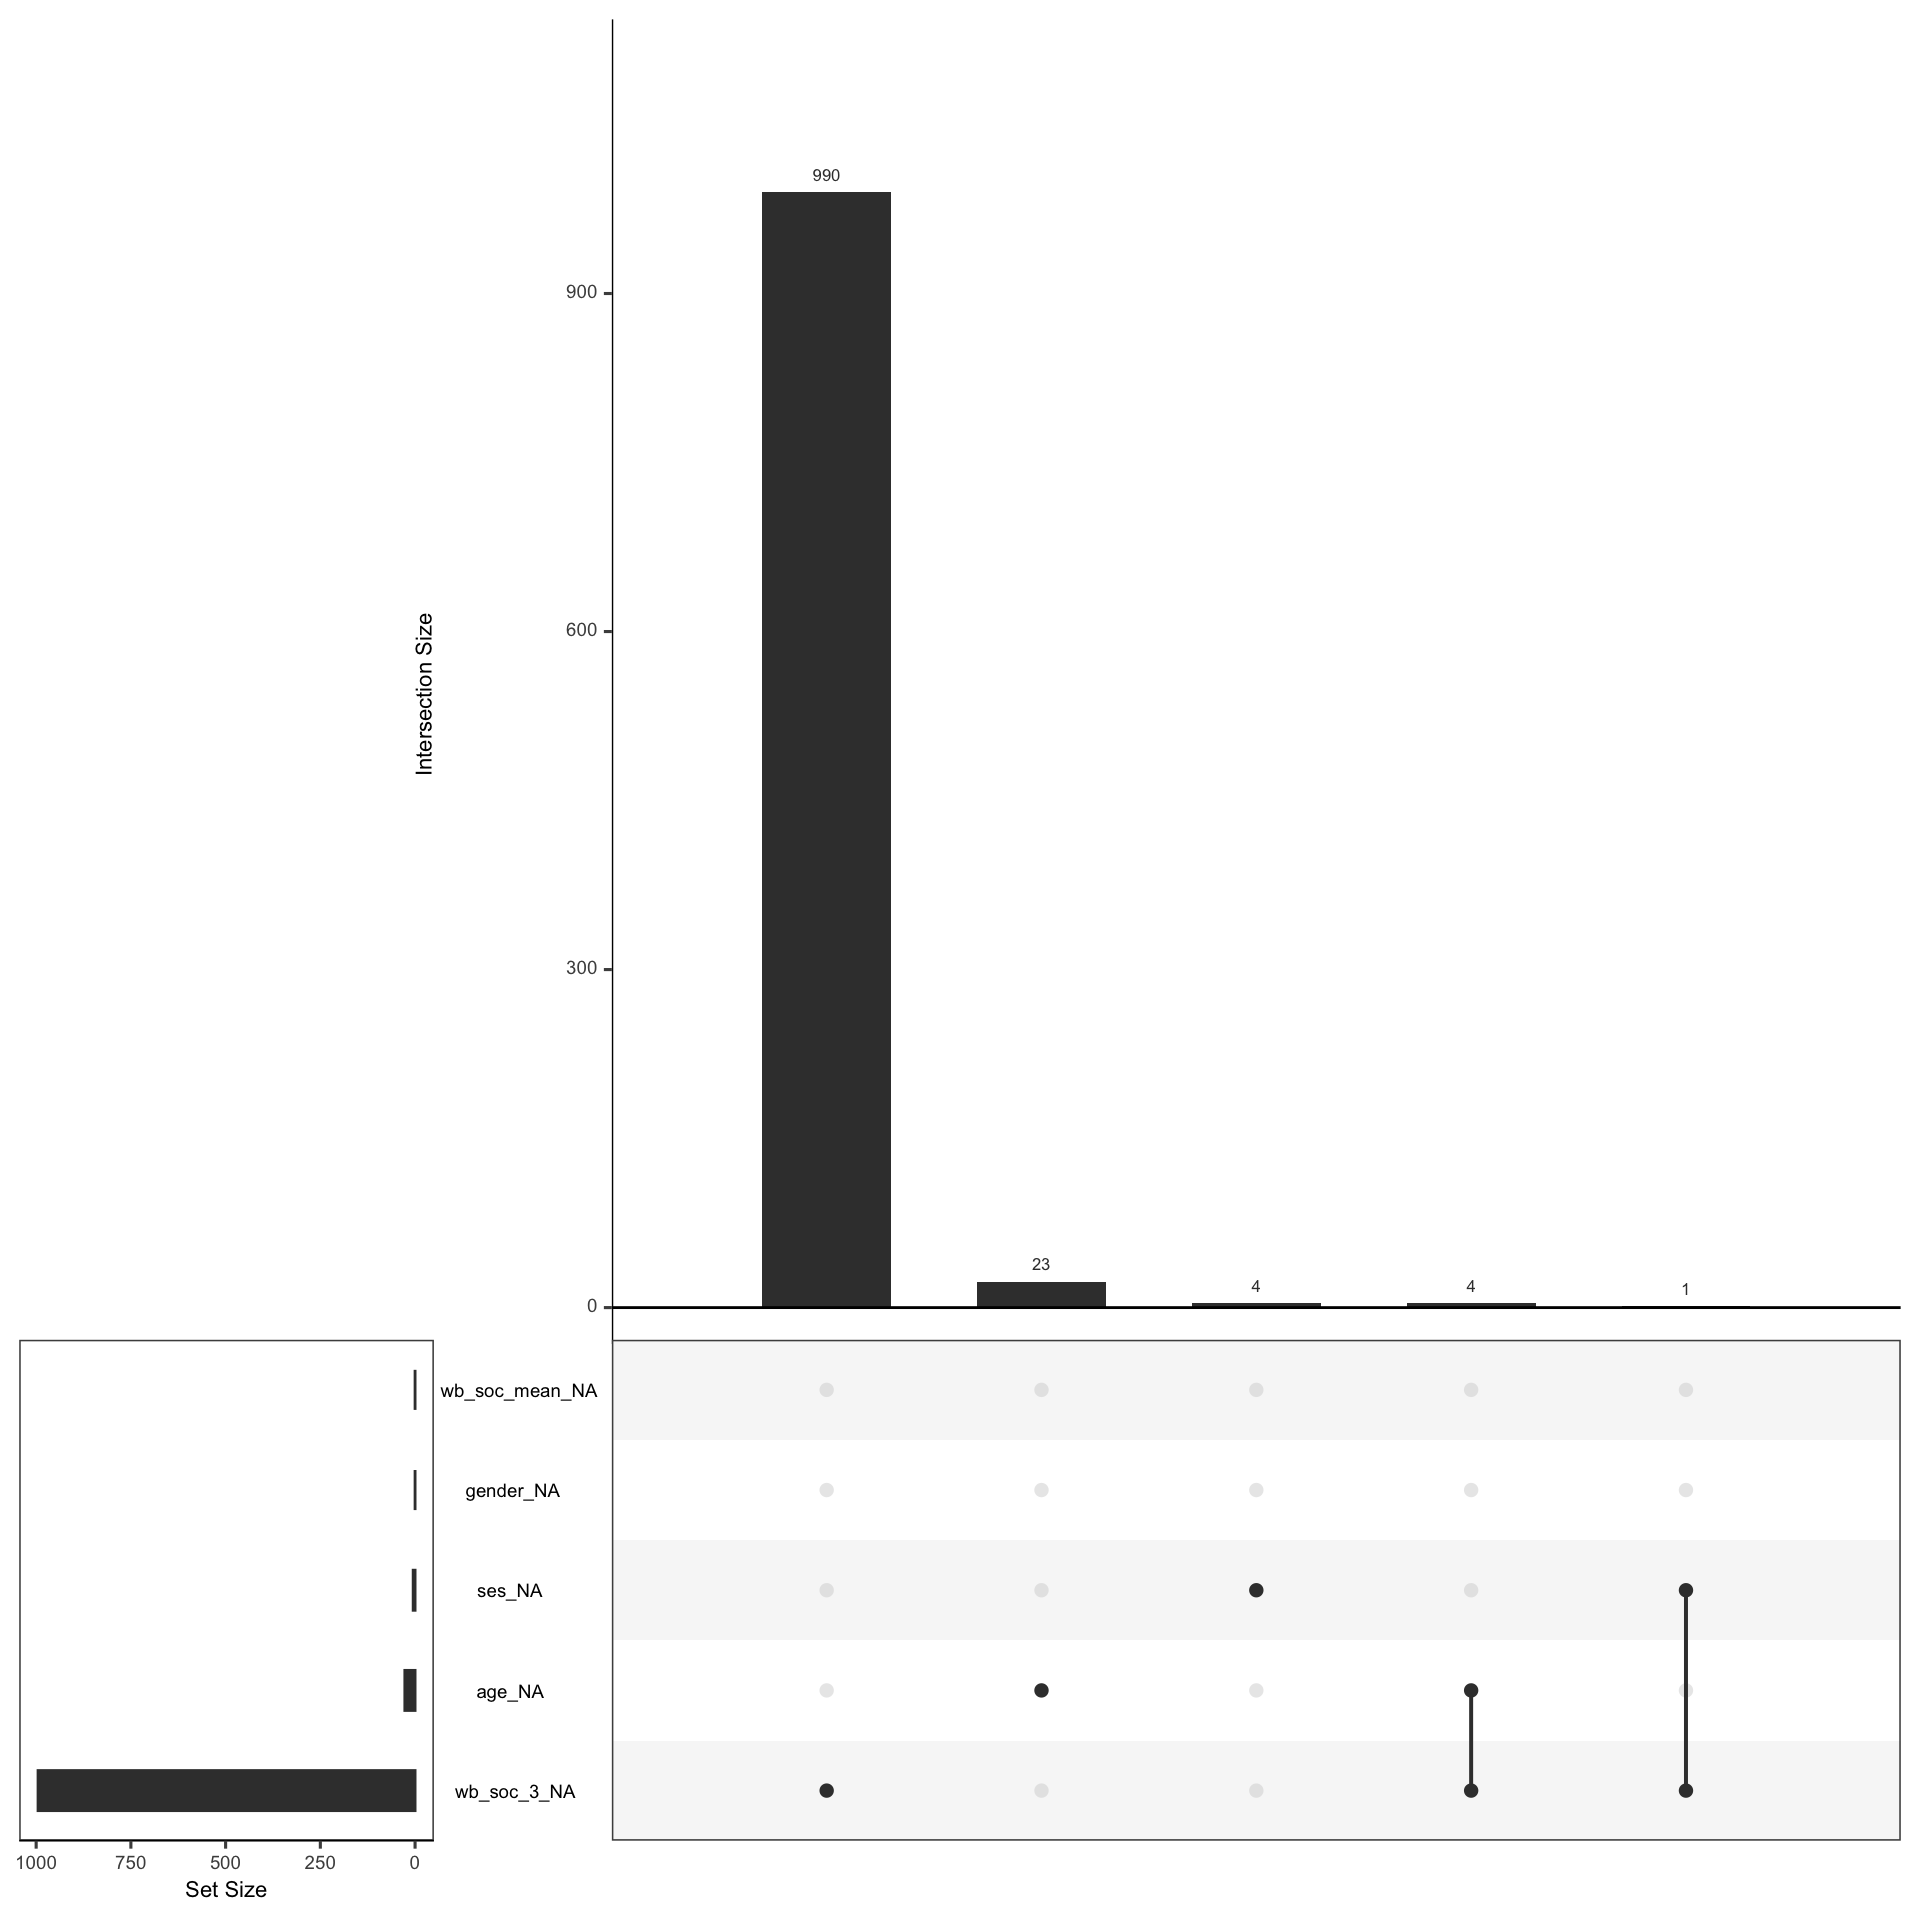 990
900
600
Intersection Size
300
23
4
4
1
0
wb_soc_mean_NA
gender_NA
ses_NA
age_NA
wb_soc_3_NA
1000 750 500 250 0
Set Size